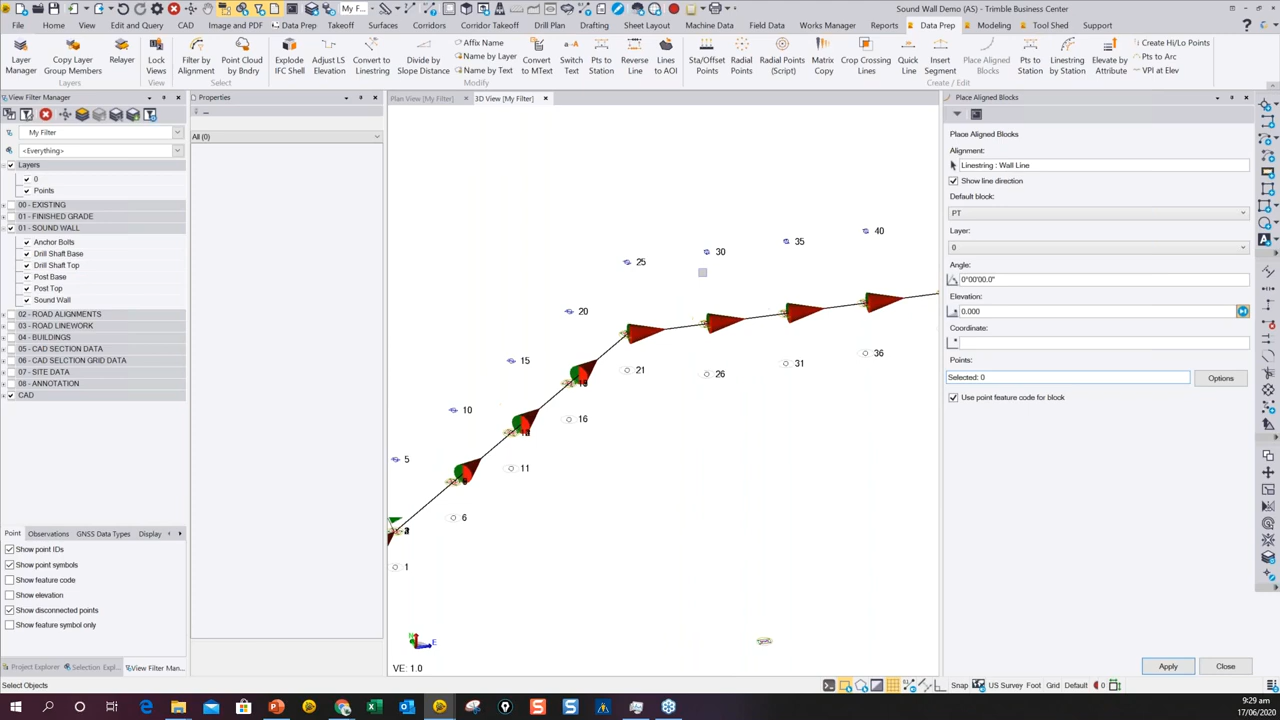 My F...
Sound Wall Demo (AS) - Trimble Business Center
File Home View Survey Drones CAD Image and PDF Data Prep Takeoff Surfaces Corridors Corridor Takeoff Drill Plan Drafting Sheet Layout Machine Data Field Data Works Manager Reports Data Prep Modeling Tool Shed Support
Layer Manager
Copy Layer Group Members
Relayer
Layers
Lock Views
View
Filter by Alignment
Point Cloud by Bndry
Select
Explode IFC Shell
Adjust LS Elevation
Convert to Linestring
Divide by Slope Distance
Affix Name
Name by Layer
Name by Text
Convert to MText
Switch Text
Pts to Station
Reverse Line
Lines to AOI
Modify
Sta/Offset Points
Radial Points
Radial Points (Script)
Matrix Copy
Crop Crossing Lines
Quick Line
Insert Segment
Place Aligned Blocks
Pts to Station
Linestring by Station
Elevate by Attribute
Create Hi/Lo Points
Pts to Arc
VPI at Elev
Create / Edit
View Filter Manager
My Filter
<Everything>
Layers
0
Points
00 - EXISTING
01 - FINISHED GRADE
01 - SOUND WALL
Anchor Bolts
Drill Shaft Base
Drill Shaft Top
Post Base
Post Top
Sound Wall
02 - ROAD ALIGNMENTS
03 - ROAD LINEWORK
04 - BUILDINGS
05 - CAD SECTION DATA
06 - CAD SELCTION GRID DATA
07 - SITE DATA
08 - ANNOTATION
CAD
Point Observations GNSS Data Types Display
Show point IDs
Show point symbols
Show feature code
Show elevation
Show disconnected points
Show feature symbol only
Project Explorer Selection Expl... View Filter Man...
Select Objects
Properties
All (0)
Plan View [My Filter]
3D View [My Filter]
40
35
30
25
20
15
10
5
36
31
26
21
16
11
6
1
N
E
VE: 1.0
Place Aligned Blocks
Place Aligned Blocks
Alignment:
Linestring : Wall Line
Show line direction
Default block:
PT
Layer:
0
Angle:
0°00'00.0"
Elevation:
0.000
Coordinate:
Points:
Selected: 0
Options
Use point feature code for block
Apply
Close
Snap US Survey Foot Grid Default 0
9:29 am
17/06/2020